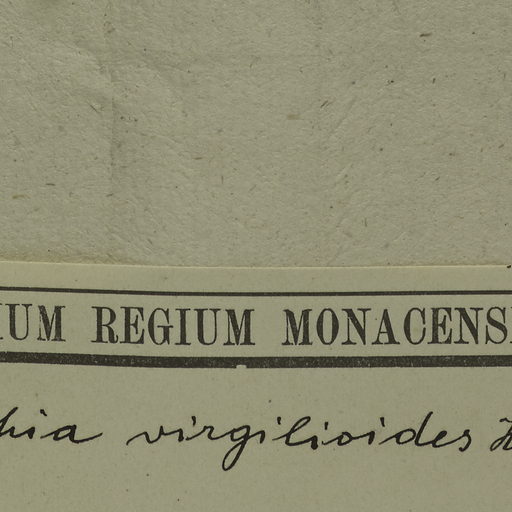 IUM REGIUM MONACENS
hia virgilioides